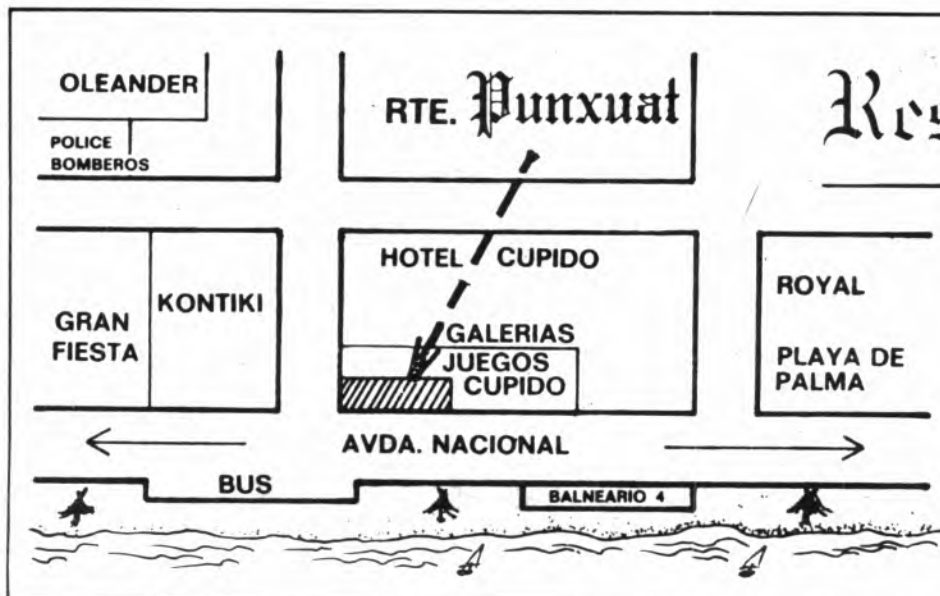 OLEANDER
POLICE
BOMBEROS
RTE. Punxuat
Res
GRAN
FIESTA
KONTIKI
HOTEL CUPIDO
GALERIAS
JUEGOS
CUPIDO
ROYAL
PLAYA DE
PALMA
AVDA. NACIONAL
BUS
BALNEARIO 4